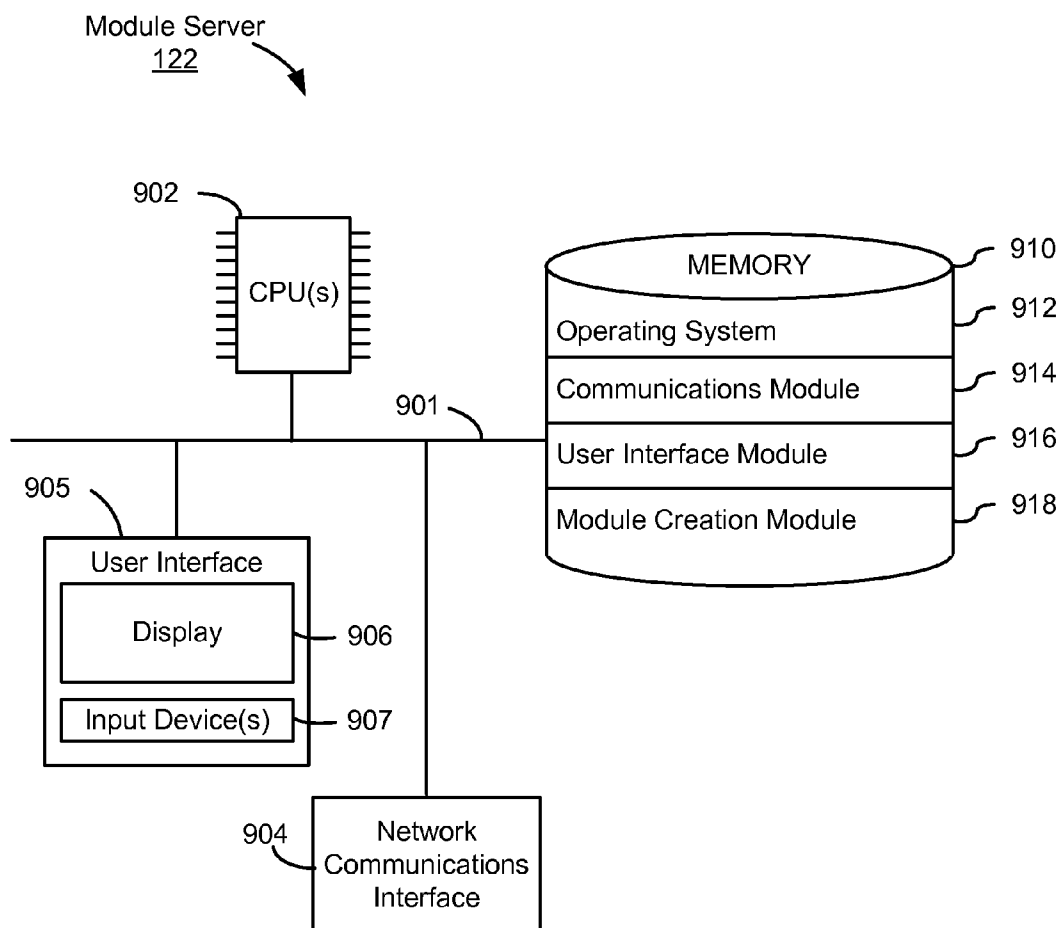 Module Server
122
902
CPU(s)
MEMORY
910
Operating System
912
Communications Module
914
User Interface Module
916
Module Creation Module
918
901
905
User Interface
Display
906
Input Device(s)
907
904
Network
Communications
Interface